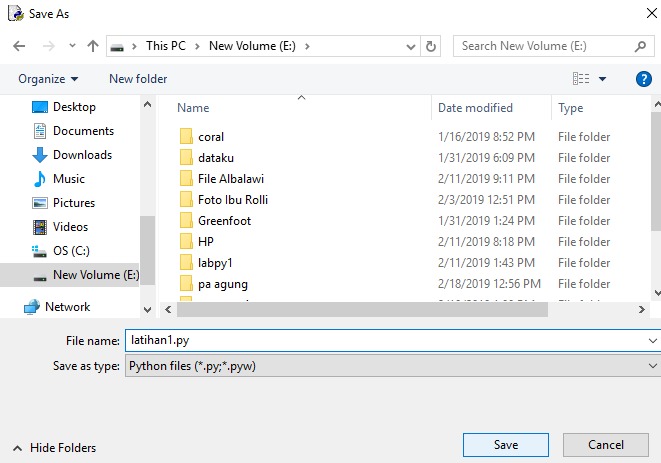 Save As
This PC > New Volume (E:) >
Search New Volume (E:)
Organize
New folder
?
Name Date modified Type
Desktop
Documents
Downloads
Music
Pictures
Videos
OS (C:)
New Volume (E:)
Network
coral 1/16/2019 8:52 PM File folder
dataku 1/31/2019 6:09 PM File folder
File Albalawi 2/11/2019 9:11 PM File folder
Foto Ibu Rolli 2/3/2019 12:51 PM File folder
Greenfoot 1/31/2019 1:24 PM File folder
HP 2/11/2019 8:18 PM File folder
labpy1 2/11/2019 1:43 PM File folder
pa agung 2/18/2019 12:56 PM File folder
File name: latihan1.py
Save as type: Python files (*.py;*.pyw)
Hide Folders
Save
Cancel